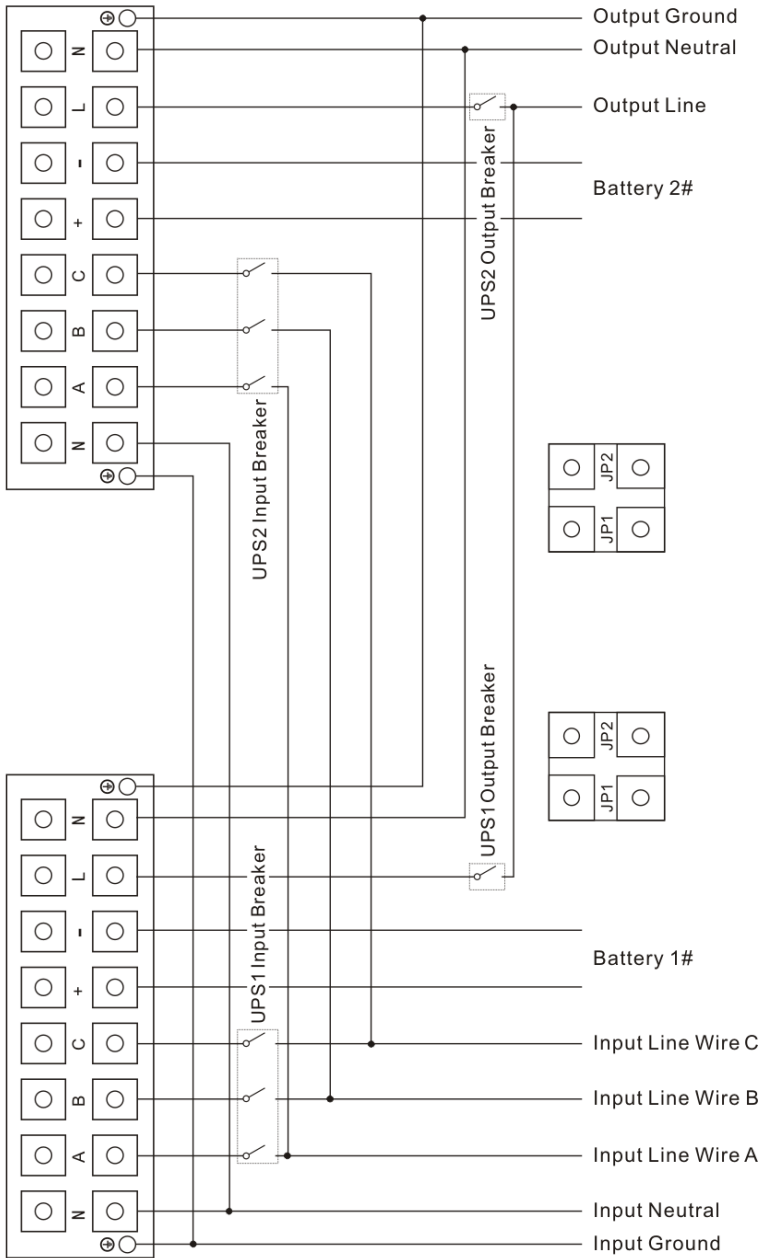 Output Ground
N
Output Neutral
L
Output Line
-
Battery 2#
+
UPS2 Output Breaker
C
B
A
N
UPS2 Input Breaker
JP2
JP1
JP2
JP1
UPS1 Output Breaker
N
L
UPS1 Input Breaker
-
Battery 1#
+
C
Input Line Wire C
B
Input Line Wire B
A
Input Line Wire A
N
Input Neutral
Input Ground